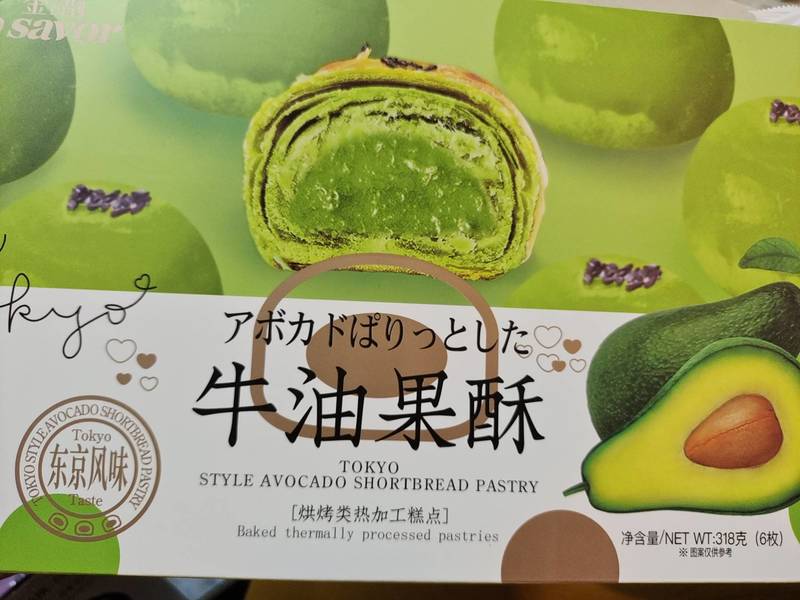 savor
kyo
アボカドぱりっとした
牛油果酥
TOKYO
STYLE AVOCADO SHORTBREAD PASTRY
[烘烤类热加工糕点]
Baked thermally processed pastries
TOKYO STYLE AVOCADO SHORTBREAD PASTRY
Tokyo
东京风味
Taste
净含量/NET WT:318克 (6枚)
※ 图案仅供参考